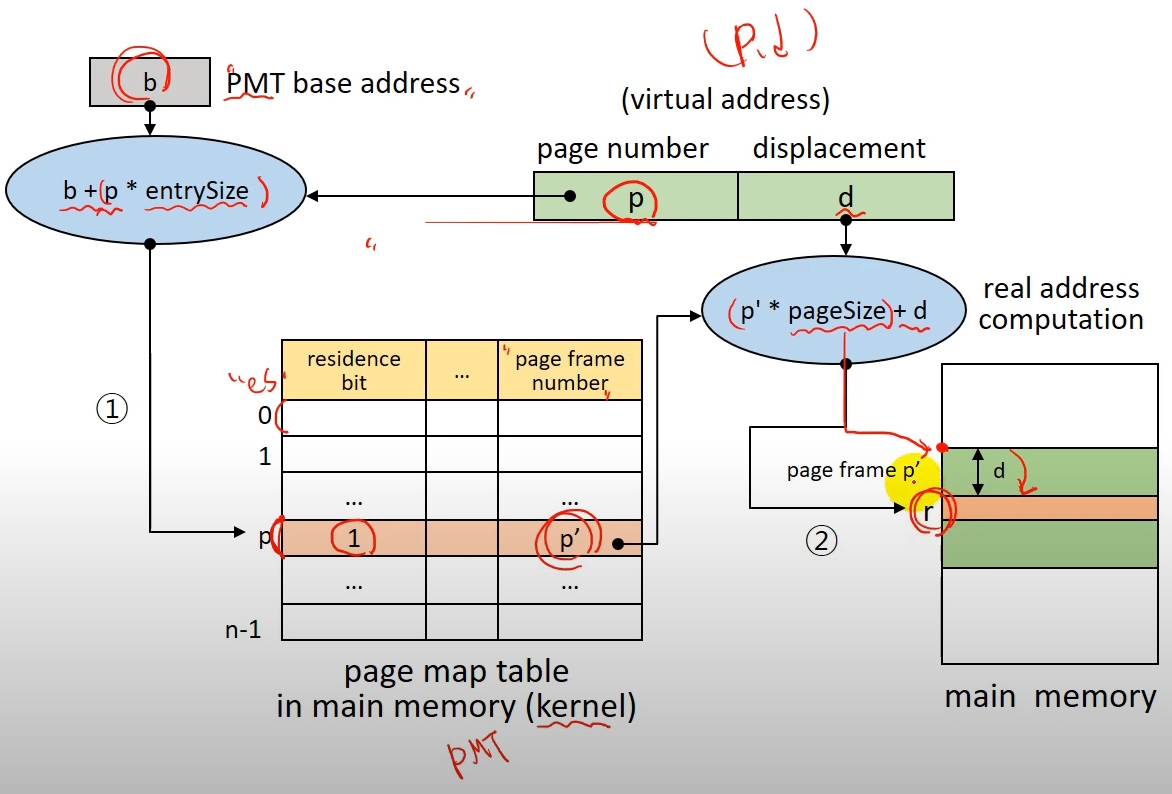 (p,d)
b
"PMT base address"
(virtual address)
page number displacement
p d
b + (p * entrySize)
(p' * pageSize) + d
real address
computation
"es"
residence
bit
...
"page frame
number"
①
0
1
... ...
p 1 p’
... ...
n-1
page frame p’
d
r
②
page map table
in main memory (kernel)
PMT
main memory